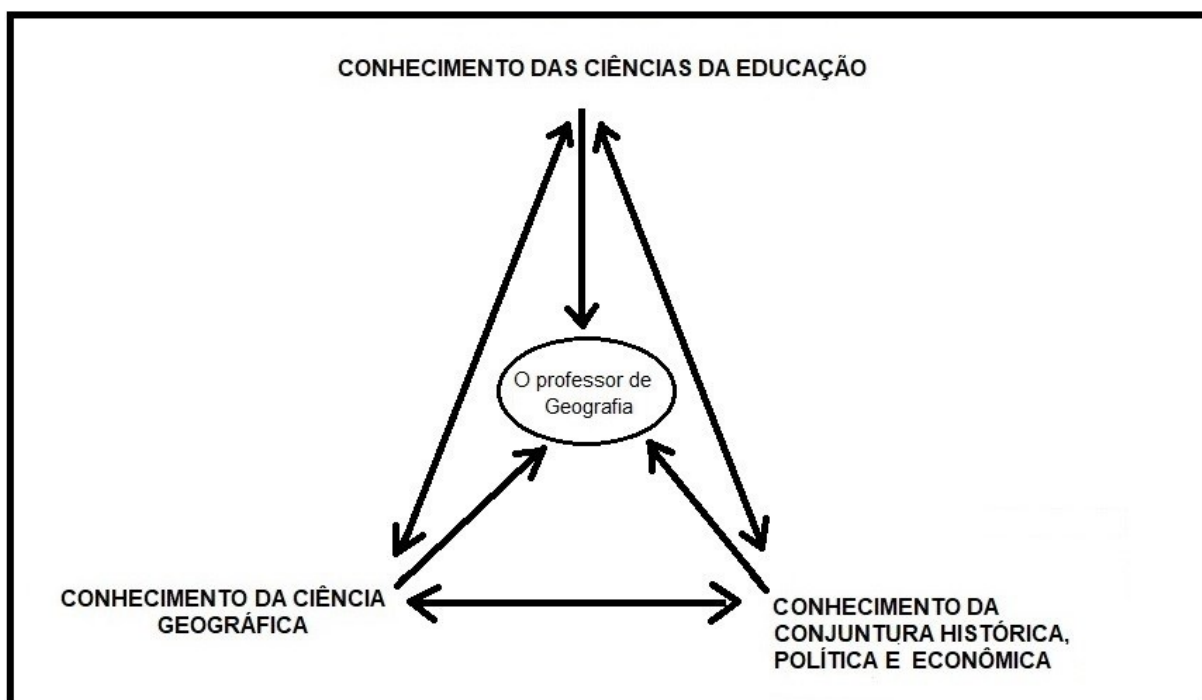 CONHECIMENTO DAS CIÊNCIAS DA EDUCAÇÃO
O professor de
Geografia
CONHECIMENTO DA CIÊNCIA
GEOGRÁFICA
CONHECIMENTO DA
CONJUNTURA HISTÓRICA,
POLÍTICA E ECONÔMICA